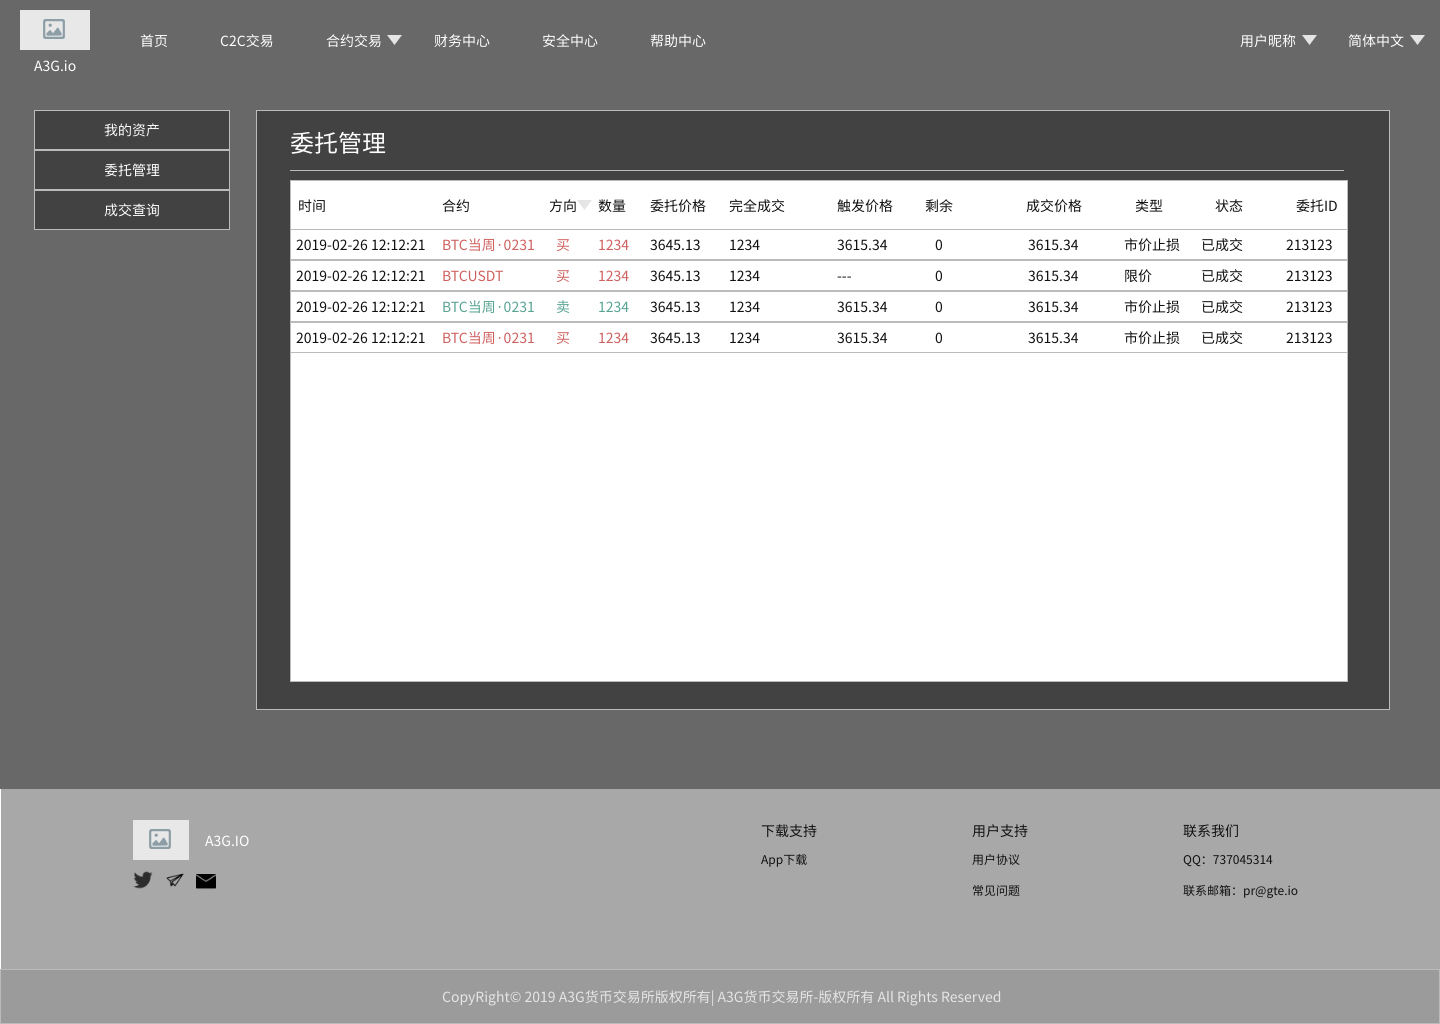 首页 C2C交易 合约交易 财务中心 安全中心 帮助中心 用户昵称 简体中文
A3G.io
我的资产
委托管理
成交查询
委托管理
时间 合约 方向 数量 委托价格 完全成交 触发价格 剩余 成交价格 类型 状态 委托ID
2019-02-26 12:12:21 BTC当周·0231 买 1234 3645.13 1234 3615.34 0 3615.34 市价止损 已成交 213123
2019-02-26 12:12:21 BTCUSDT 买 1234 3645.13 1234 --- 0 3615.34 限价 已成交 213123
2019-02-26 12:12:21 BTC当周·0231 卖 1234 3645.13 1234 3615.34 0 3615.34 市价止损 已成交 213123
2019-02-26 12:12:21 BTC当周·0231 买 1234 3645.13 1234 3615.34 0 3615.34 市价止损 已成交 213123
A3G.IO
下载支持
App下载
用户支持
用户协议
常见问题
联系我们
QQ：737045314
联系邮箱：pr@gte.io
CopyRight© 2019 A3G货币交易所版权所有| A3G货币交易所-版权所有 All Rights Reserved